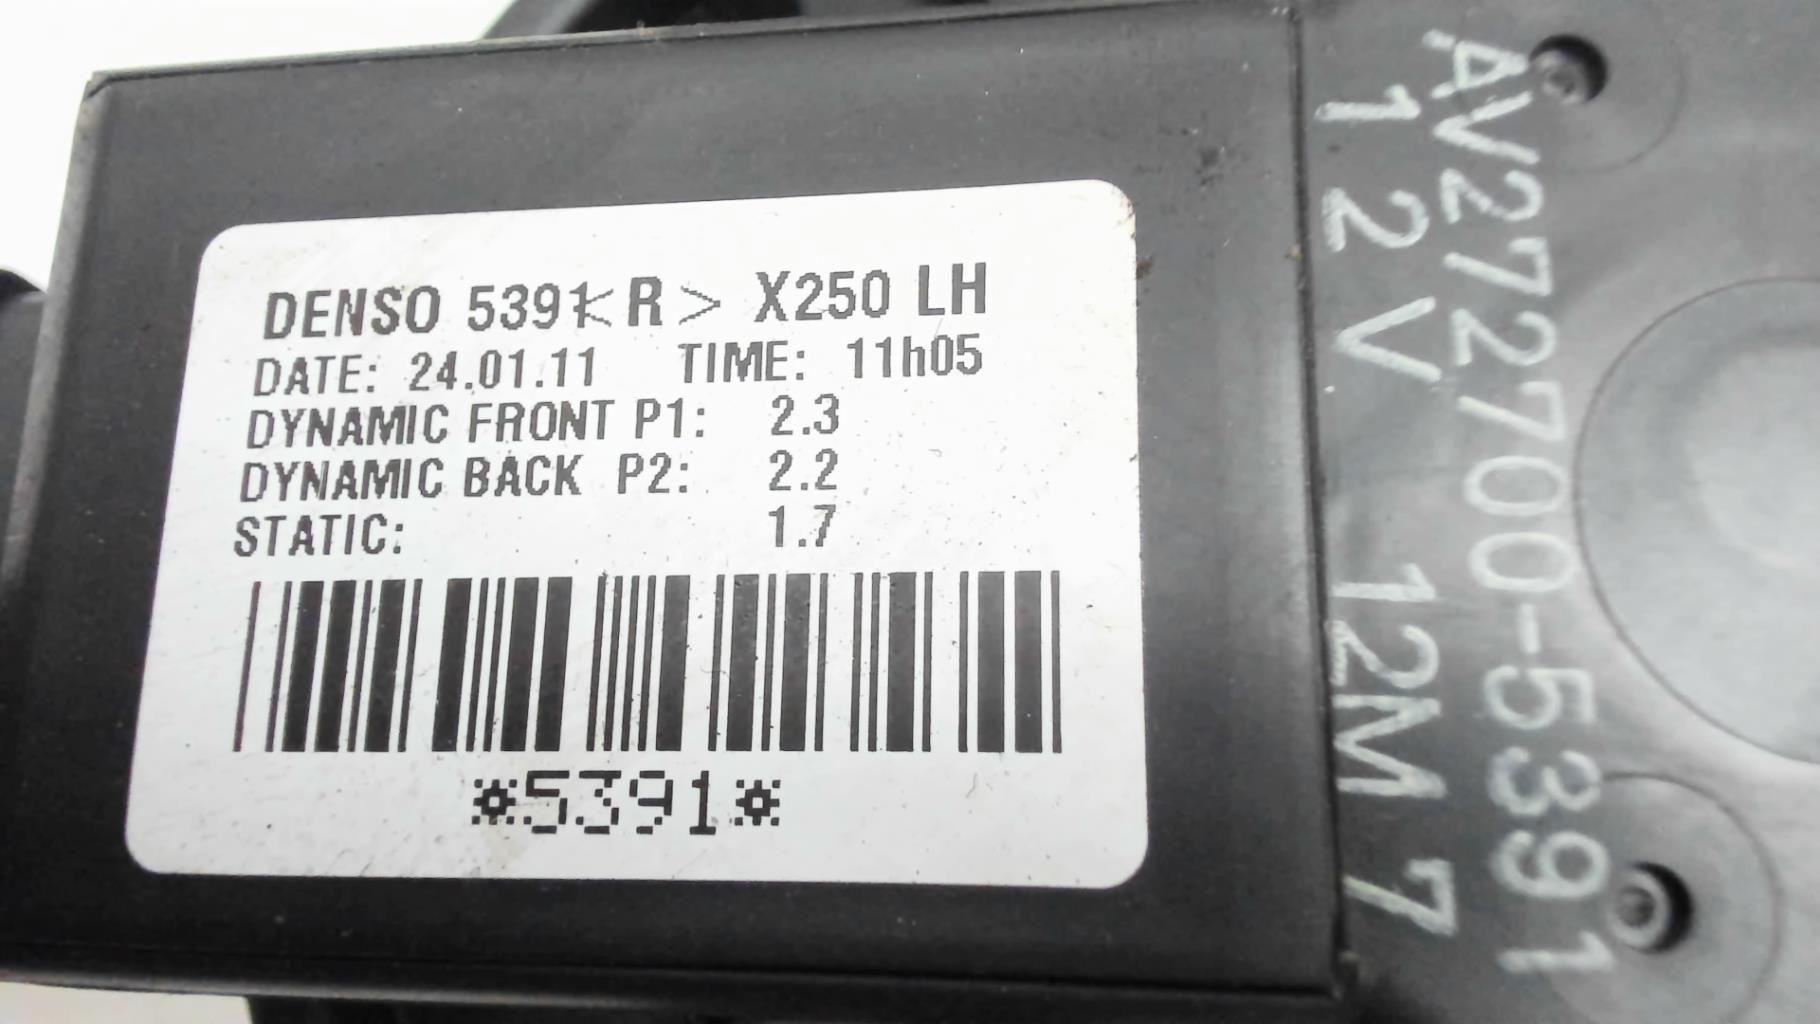 DENSO 5391<R> X250 LH
DATE: 24.01.11 TIME: 11h05
DYNAMIC FRONT P1: 2.3
DYNAMIC BACK P2: 2.2
STATIC: 1.7
*5391*
AV272700-5391
12V 12M7